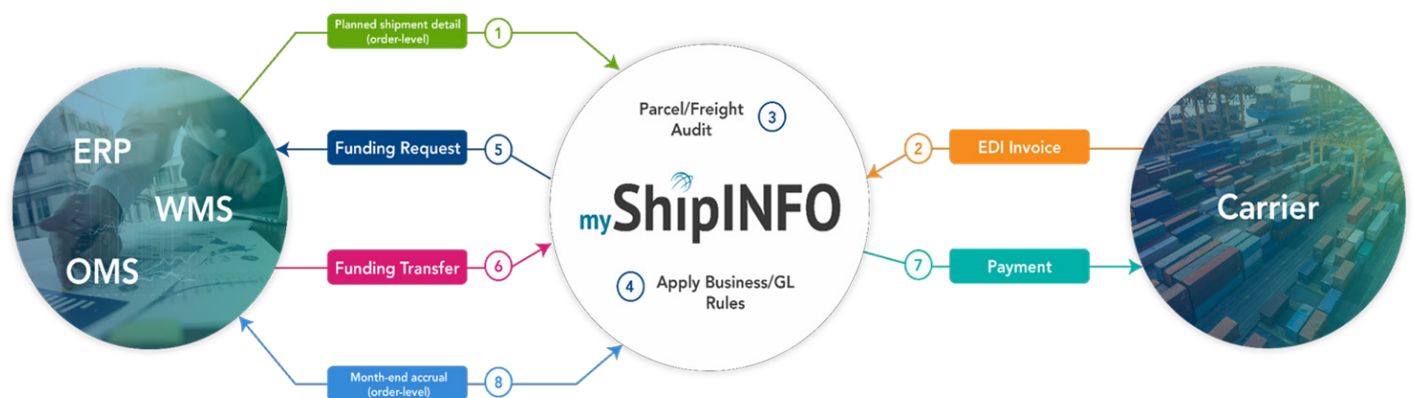 Planned shipment detail
(order-level)
1
Parcel/Freight
Audit
3
ERP
WMS
OMS
Funding Request
5
2
EDI Invoice
myShipINFO
Carrier
Funding Transfer
6
7
Payment
4
Apply Business/GL
Rules
Month-end accrual
(order-level)
8